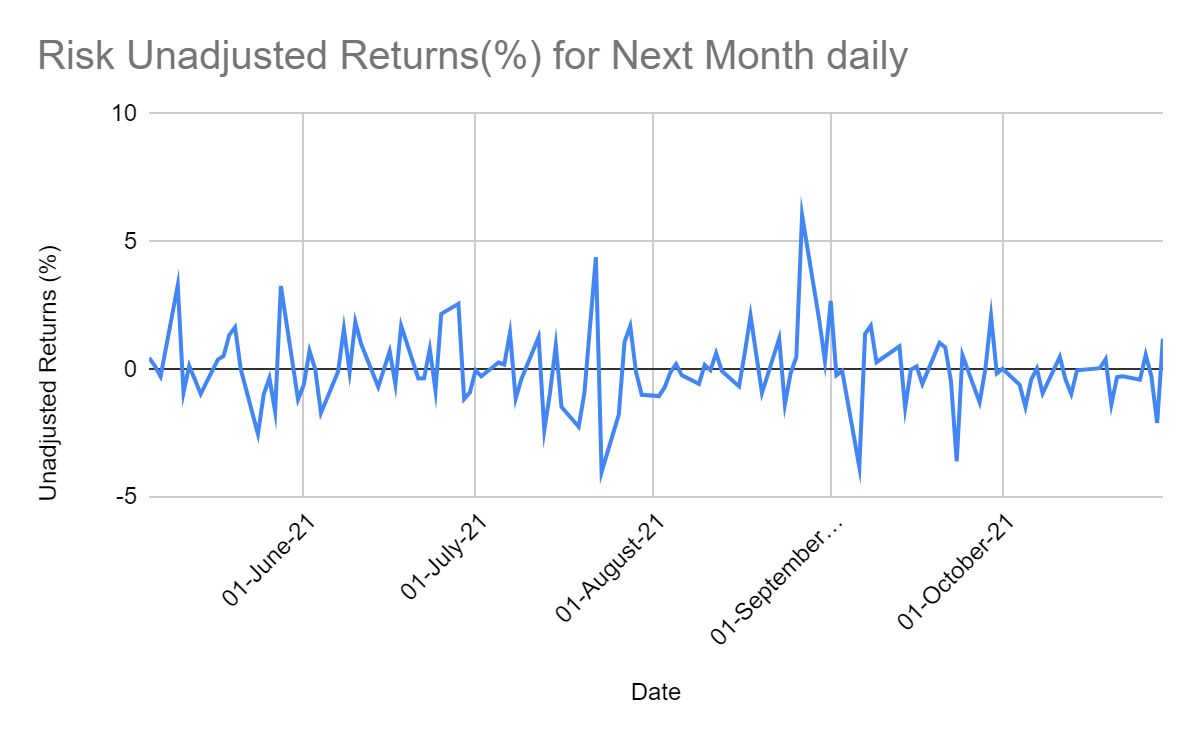 Risk Unadjusted Returns(%) for Next Month daily
10
5
0
-5
Unadjusted Returns (%)
01-June-21
01-July-21
01-August-21
01-September...
01-October-21
Date